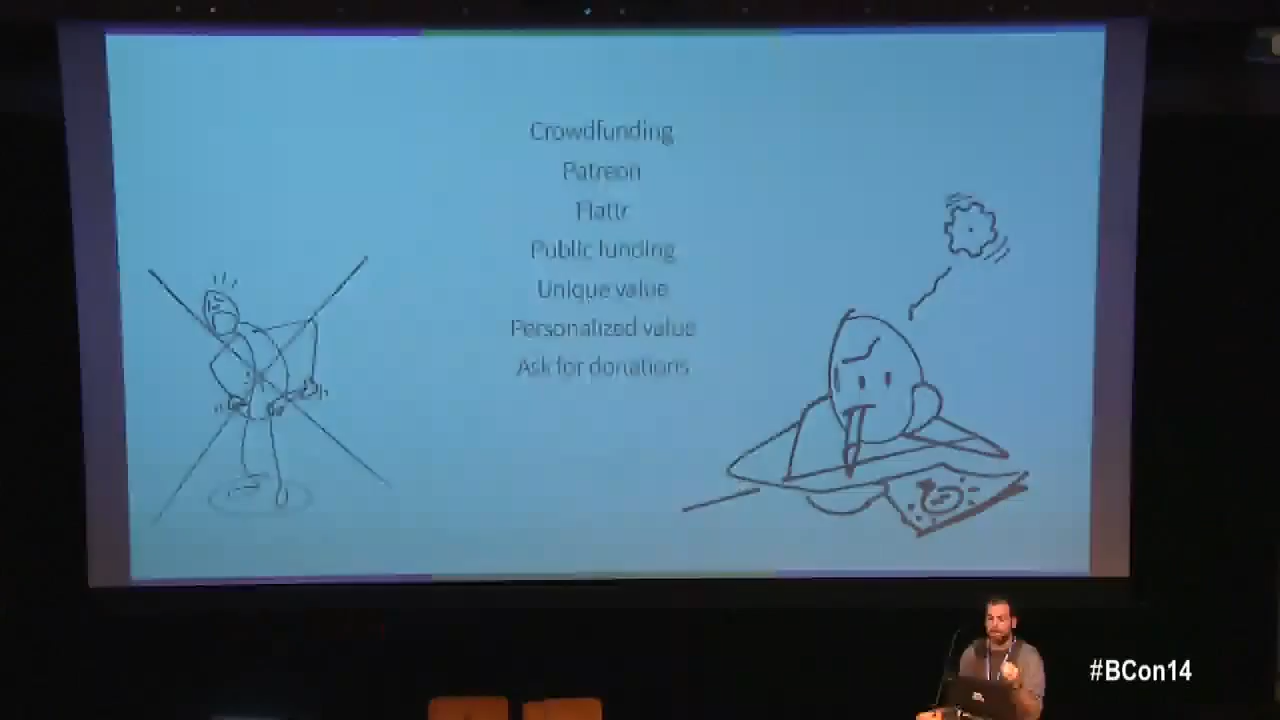 Crowdfunding
Patreon
Flattr
Public funding
Unique value
Personalized value
Ask for donations
#BCon14